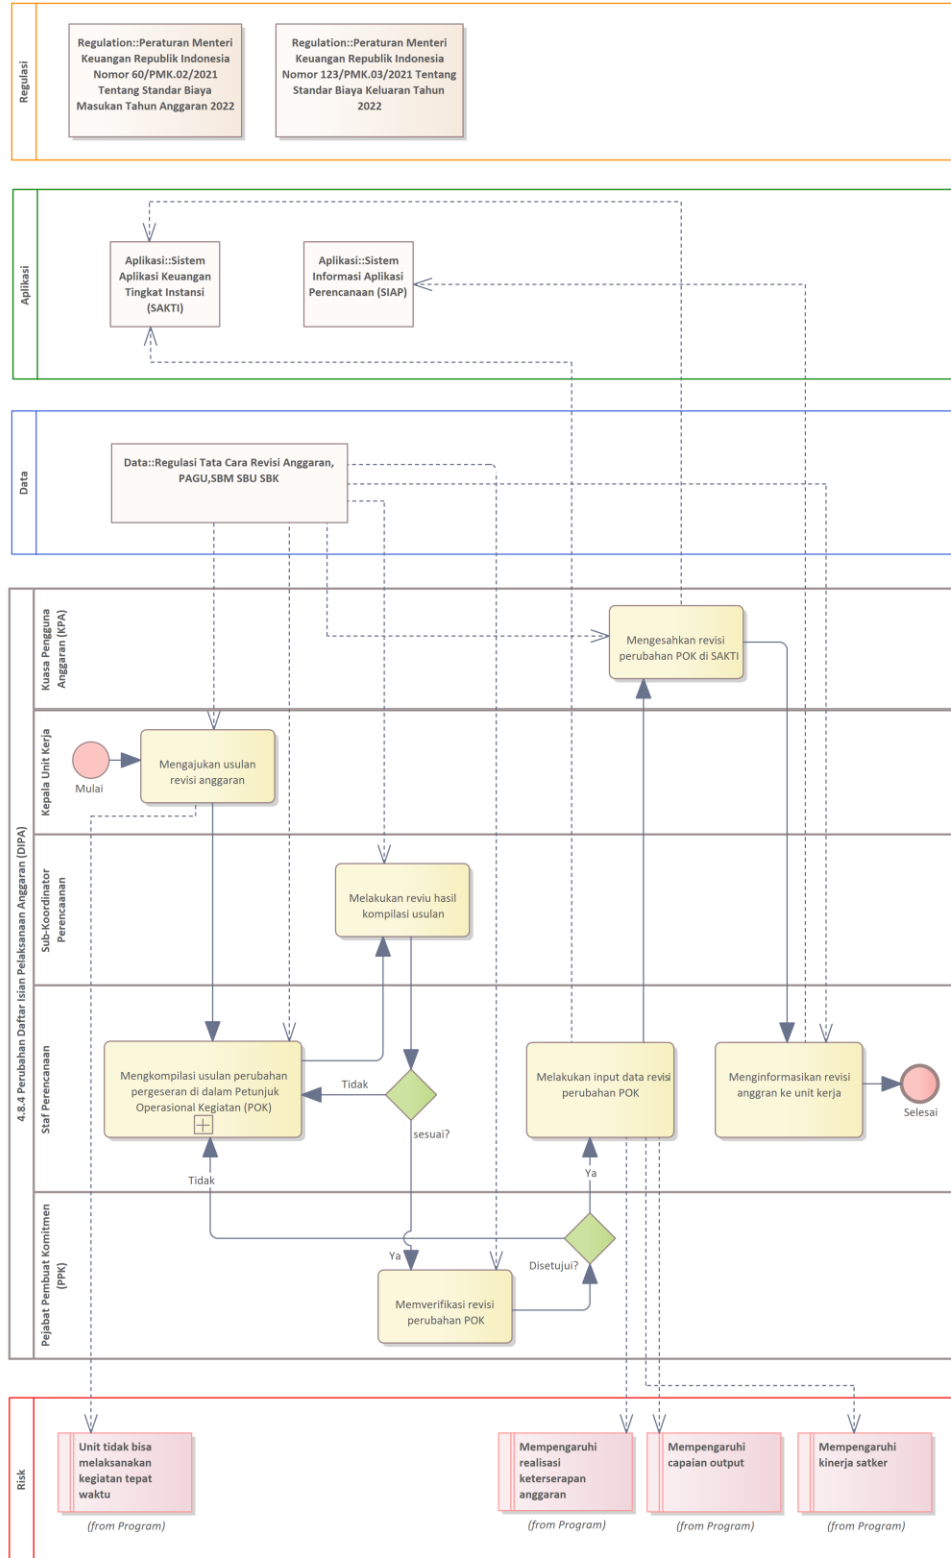 Regulasi
Regulation::Peraturan Menteri
Keuangan Republik Indonesia
Nomor 60/PMK.02/2021
Tentang Standar Biaya
Masukan Tahun Anggaran 2022
Regulation::Peraturan Menteri
Keuangan Republik Indonesia
Nomor 123/PMK.03/2021 Tentang
Standar Biaya Keluaran Tahun
2022
Aplikasi
Aplikasi::Sistem
Aplikasi Keuangan
Tingkat Instansi
(SAKTI)
Aplikasi::Sistem
Informasi Aplikasi
Perencanaan (SIAP)
Data
Data::Regulasi Tata Cara Revisi Anggaran,
PAGU,SBM SBU SBK
4.8.4 Perubahan Daftar Isian Pelaksanaan Anggaran (DIPA)
Kuasa Pengguna
Anggaran (KPA)
Mengesahkan revisi
perubahan POK di SAKTI
Kepala Unit Kerja
Mulai
Mengajukan usulan
revisi anggaran
Sub-Koordinator
Perencaanan
Melakukan reviu hasil
kompilasi usulan
Staf Perencanaan
Mengkompilasi usulan perubahan
pergeseran di dalam Petunjuk
Operasional Kegiatan (POK)
Tidak
sesuai?
Melakukan input data revisi
perubahan POK
Menginformasikan revisi
anggran ke unit kerja
Selesai
Tidak
Ya
Pejabat Pembuat Komitmen
(PPK)
Ya
Disetujui?
Memverifikasi revisi
perubahan POK
Risk
Unit tidak bisa
melaksanakan
kegiatan tepat
waktu
(from Program)
Mempengaruhi
realisasi
keterserapan
anggaran
(from Program)
Mempengaruhi
capaian output
(from Program)
Mempengaruhi
kinerja satker
(from Program)